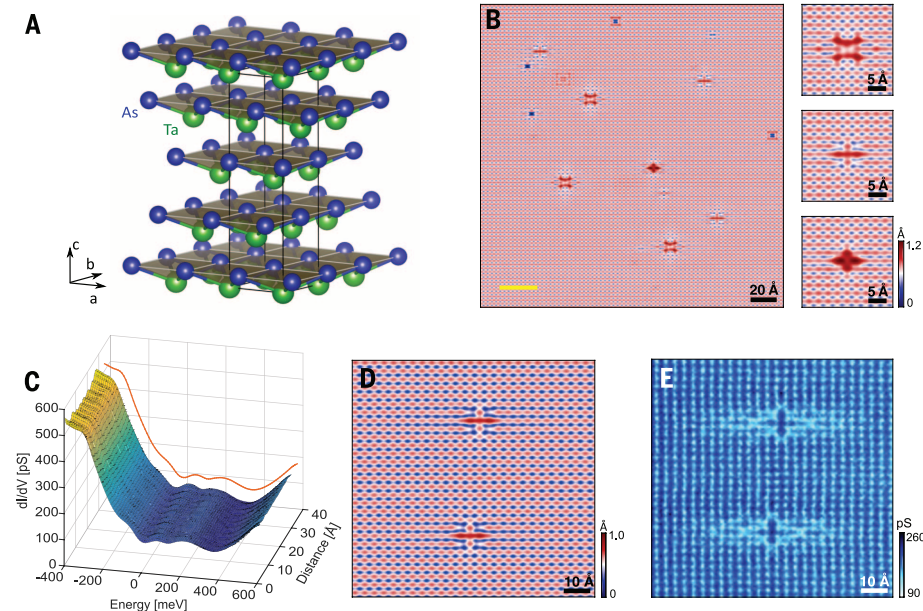 A
As
Ta
c
b
a
B
20 Å
5 Å
5 Å
Å
1.2
0
5 Å
C
600
500
400
300
200
100
0
dI/dV [pS]
-400
-200
0
200
400
600
Energy [meV]
0
10
20
30
40
Distance [Å]
D
Å
1,0
0
10 Å
E
pS
260
90
10 Å